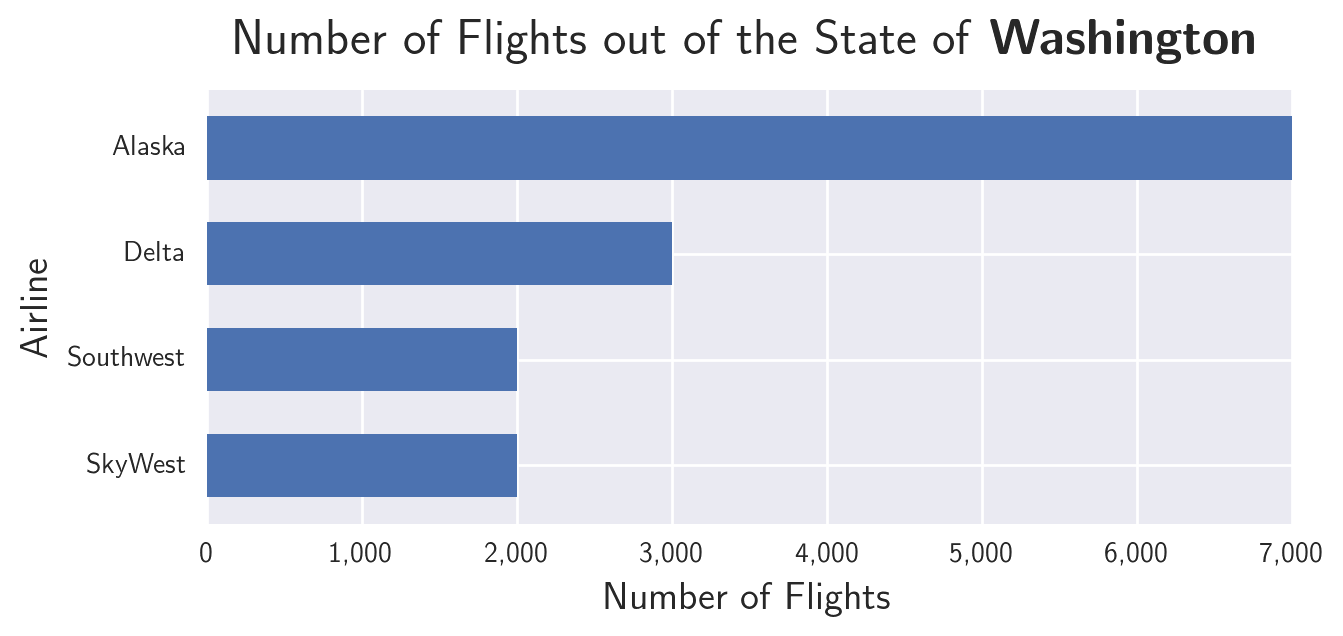 Number of Flights out of the State of Washington
Alaska
Delta
Southwest
SkyWest
Airline
0 1,000 2,000 3,000 4,000 5,000 6,000 7,000
Number of Flights